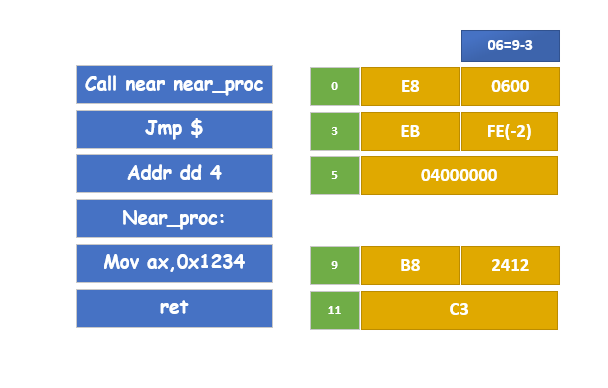 06=9-3
Call near near_proc 0 E8 0600
Jmp $ 3 EB FE(-2)
Addr dd 4 5 04000000
Near_proc:
Mov ax,0x1234 9 B8 2412
ret 11 C3